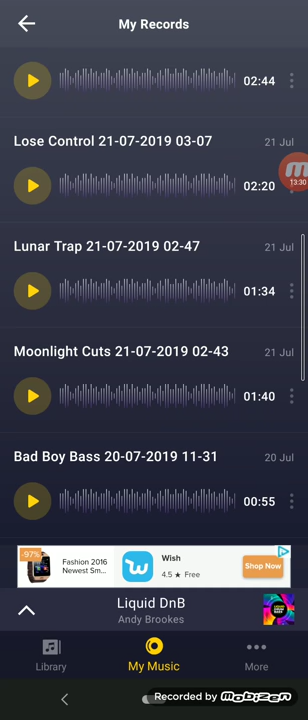 My Records
02:44
Lose Control 21-07-2019 03-07
21 Jul
13:30
02:20
Lunar Trap 21-07-2019 02-47
21 Jul
01:34
Moonlight Cuts 21-07-2019 02-43
21 Jul
01:40
Bad Boy Bass 20-07-2019 11-31
20 Jul
00:55
-97%
Fashion 2016
Newest Sm...
Wish
4.5 ★ Free
Shop Now
Liquid DnB
Andy Brookes
Library
My Music
More
Recorded by Mobizen